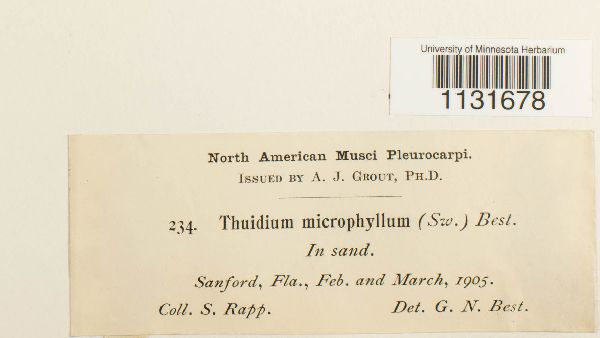 University of Minnesota Herbarium
1131678
North American Musci Pleurocarpi.
Issued by A. J. Grout, Ph.D.
234. Thuidium microphyllum (Sw.) Best.
In sand.
Sanford, Fla., Feb. and March, 1905.
Coll. S. Rapp. Det. G. N. Best.